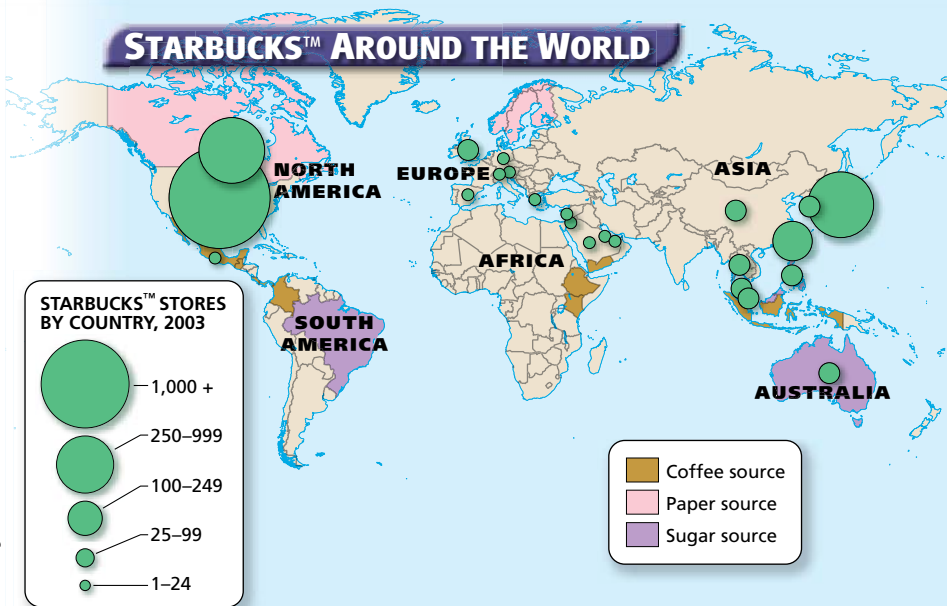 STARBUCKS™ AROUND THE WORLD
NORTH
AMERICA
EUROPE
ASIA
AFRICA
SOUTH
AMERICA
AUSTRALIA
STARBUCKS™ STORES
BY COUNTRY, 2003
1,000 +
250–999
100–249
25–99
1–24
Coffee source
Paper source
Sugar source